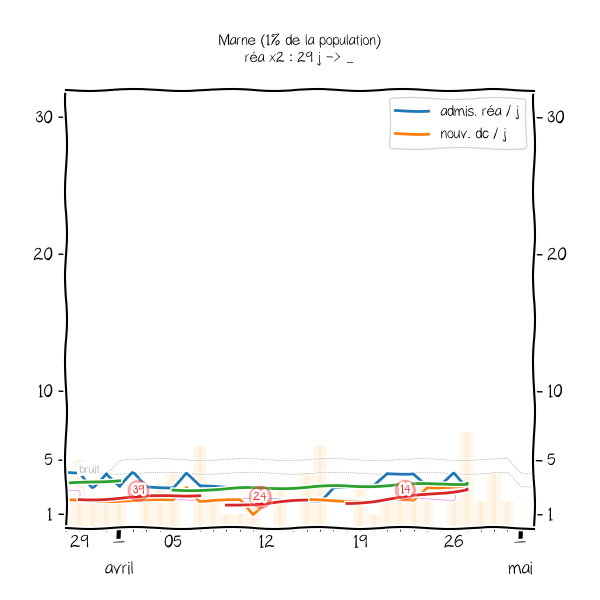 Marne (1% de la population)
réa x2 : 29 j -> _
admis. réa / j
nouv. dc / j
30 30
20 20
10 10
5 5
1 1
bruit
39
24
14
29 05 12 19 26
avril mai